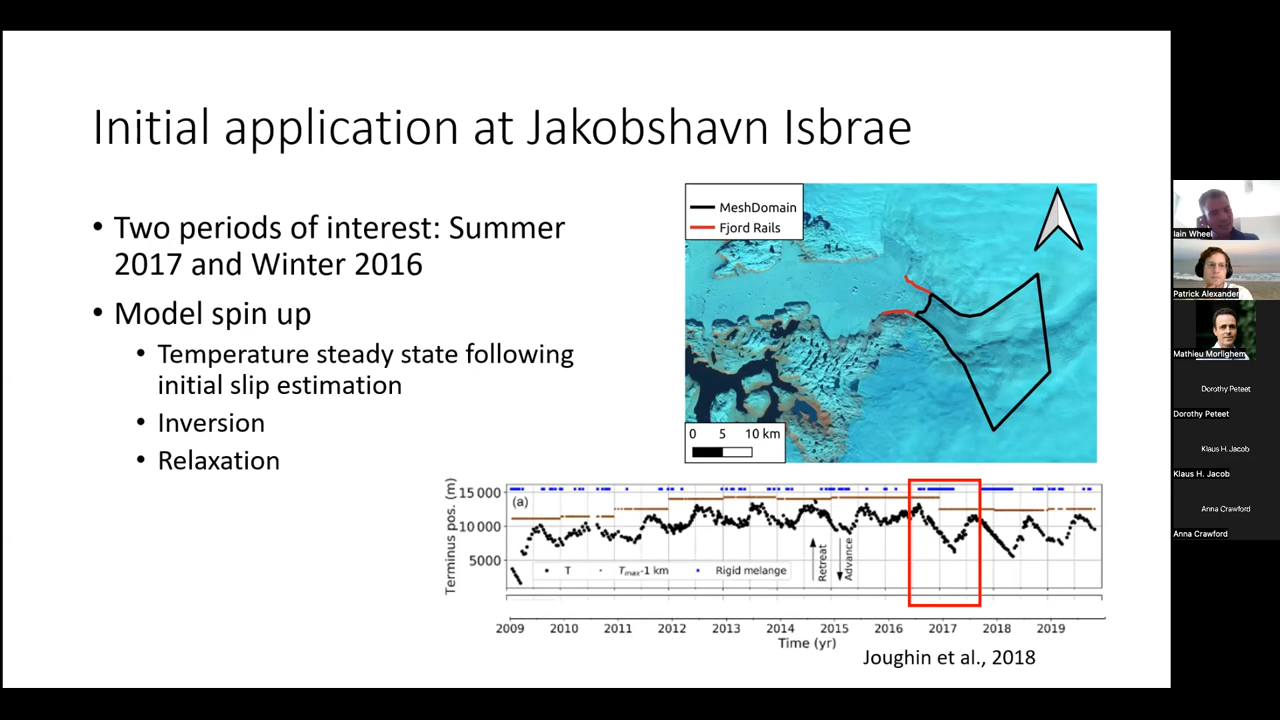 Initial application at Jakobshavn Isbrae
• Two periods of interest: Summer
2017 and Winter 2016
• Model spin up
• Temperature steady state following
initial slip estimation
• Inversion
• Relaxation
MeshDomain
Fjord Rails
0 5 10 km
Terminus pos. (m)
15 000
10 000
5000
(a)
T
Tmax-1 km
Rigid melange
Retreat
Advance
2009 2010 2011 2012 2013 2014 2015 2016 2017 2018 2019
Time (yr)
Joughin et al., 2018
Iain Wheel
Patrick Alexander
Mathieu Morlighem
Dorothy Peteet
Dorothy Peteet
Klaus H. Jacob
Klaus H. Jacob
Anna Crawford
Anna Crawford